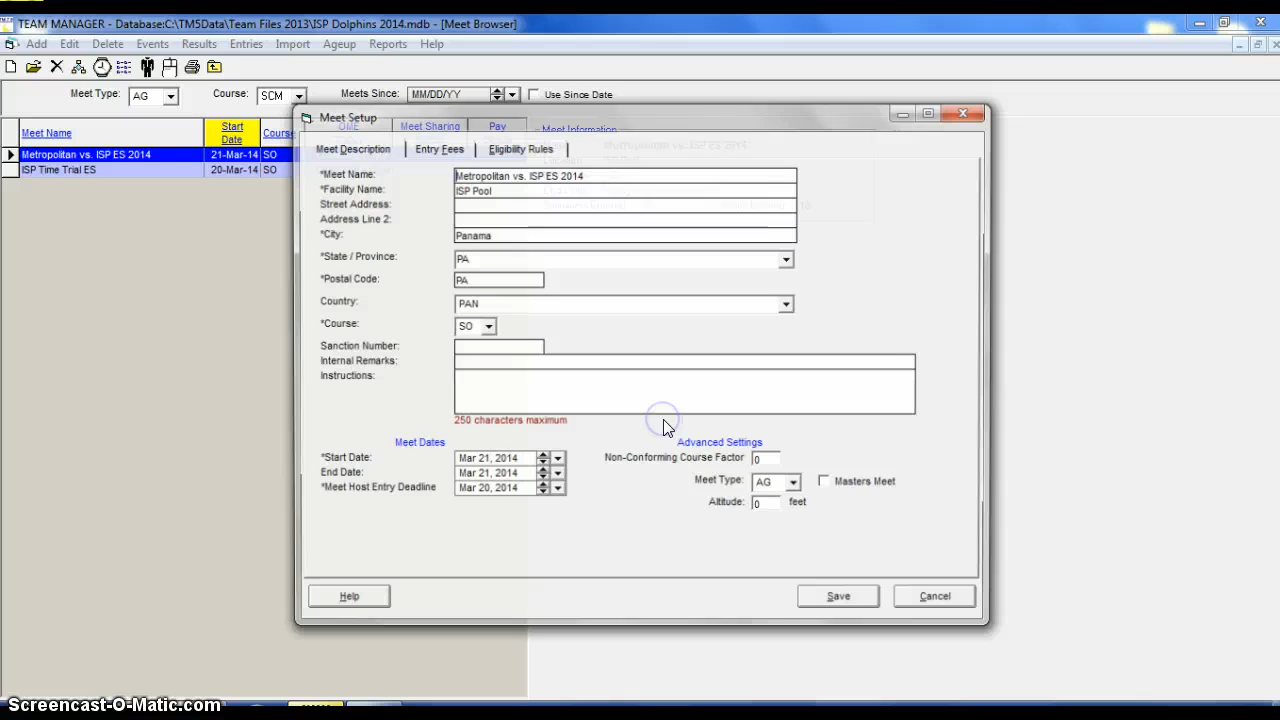 TEAM MANAGER - Database:C:\TM5Data\Team Files 2013\ISP Dolphins 2014.mdb - [Meet Browser]
Add Edit Delete Events Results Entries Import Ageup Reports Help
Meet Type: AG Course: SCM Meets Since: MM/DD/YY Use Since Date
Meet Name Start Date Course
Metropolitan vs. ISP ES 2014 21-Mar-14 SO
ISP Time Trial ES 20-Mar-14 SO
Meet Setup
OME Meet Sharing Pay Meet Information
Meet Description Entry Fees Eligibility Rules
*Meet Name: Metropolitan vs. ISP ES 2014
*Facility Name: ISP Pool
Street Address:
Address Line 2:
*City: Panama
*State / Province: PA
*Postal Code: PA
Country: PAN
*Course: SO
Sanction Number:
Internal Remarks:
Instructions:
250 characters maximum
Meet Dates
*Start Date: Mar 21, 2014
End Date: Mar 21, 2014
*Meet Host Entry Deadline Mar 20, 2014
Advanced Settings
Non-Conforming Course Factor 0
Meet Type: AG Masters Meet
Altitude: 0 feet
Help Save Cancel
Screencast-O-Matic.com